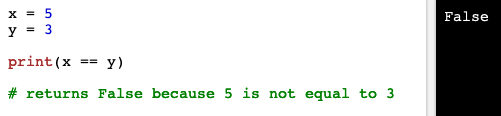 x = 5
y = 3
print(x == y)
# returns False because 5 is not equal to 3
False